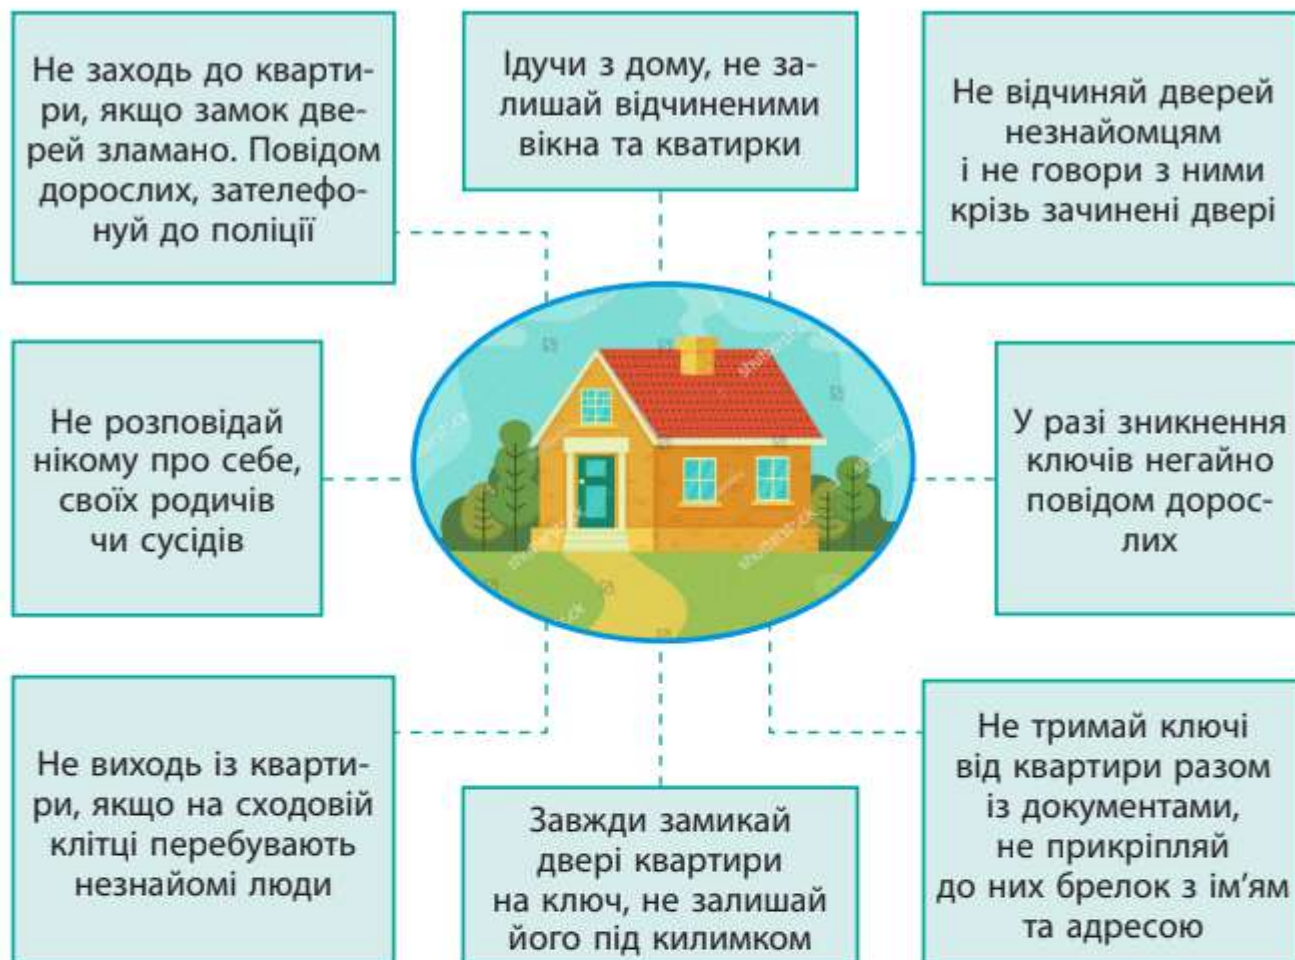 Не заходь до кварти-
ри, якщо замок две-
рей зламано. Повідом
дорослих, зателефо-
нуй до поліції
Ідучи з дому, не за-
лишай відчиненими
вікна та кватирки
Не відчиняй дверей
незнайомцям
і не говори з ними
крізь зачинені двері
Не розповідай
нікому про себе,
своїх родичів
чи сусідів
shutterstock
shutterstock
shutterstock
У разі зникнення
ключів негайно
повідом дорос-
лих
Не виходь із кварти-
ри, якщо на сходовій
клітці перебувають
незнайомі люди
Завжди замикай
двері квартири
на ключ, не залишай
його під килимком
Не тримай ключі
від квартири разом
із документами,
не прикріпляй
до них брелок з ім’ям
та адресою